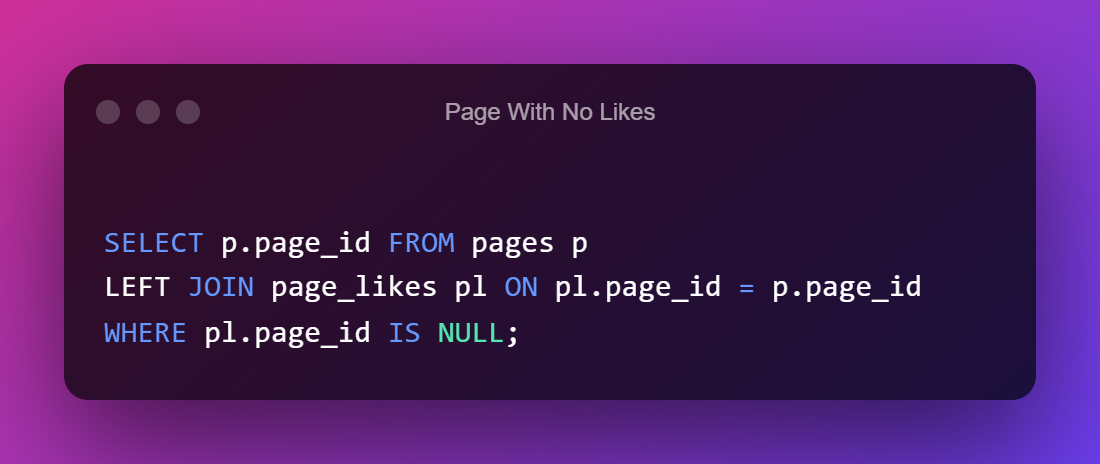 Page With No Likes
SELECT p.page_id FROM pages p
LEFT JOIN page_likes pl ON pl.page_id = p.page_id
WHERE pl.page_id IS NULL;